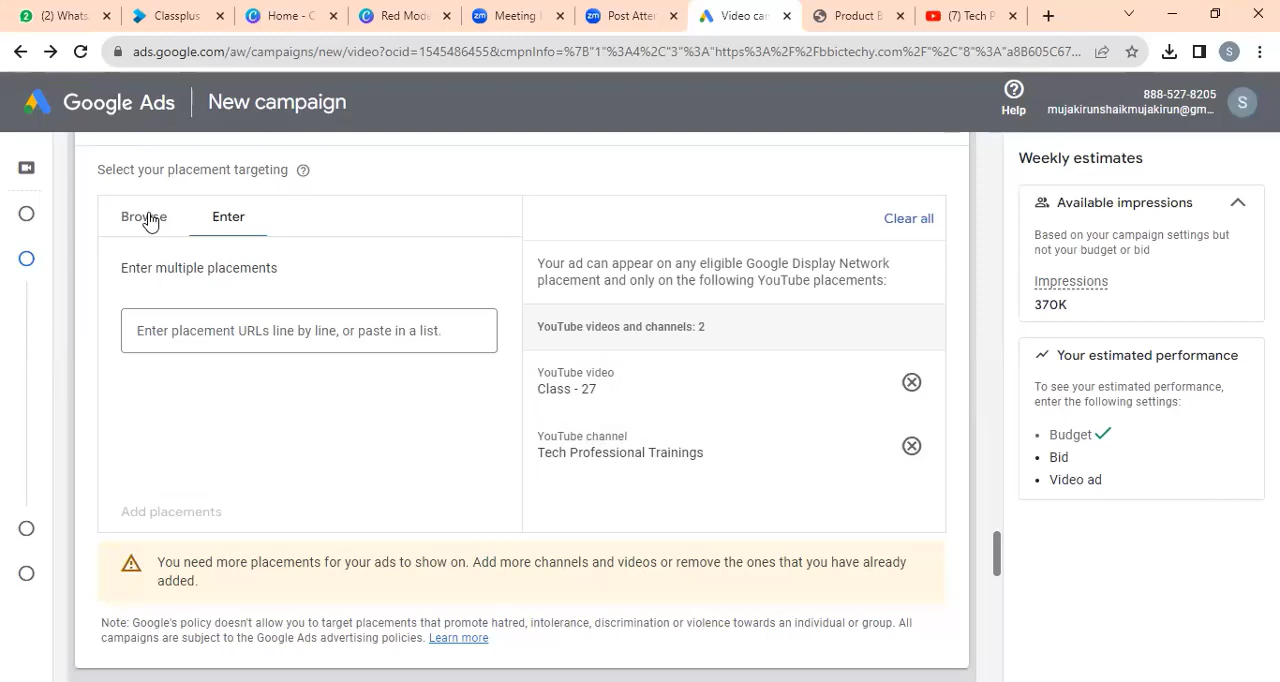 (Whats
Classplus
Home - C
Red Mode
Meeting I
Post Atter
Video car
Product B
(7) Tech P
ads.google.com/aw/campaigns/new/video?ocid=1545486455&cmpnInfo=%7B"1"%3A4%2C"3"%3A"https%3A%2F%2Fbbictechy.com%2F"%2C"8"%3A"a8B605C67...
S
Google Ads
New campaign
Help
888-527-8205
mujakirunshaikmujakirun@gm...
S
Select your placement targeting
Browse
Enter
Clear all
Enter multiple placements
Enter placement URLs line by line, or paste in a list.
Add placements
Your ad can appear on any eligible Google Display Network
placement and only on the following YouTube placements:
YouTube videos and channels: 2
YouTube video
Class - 27
YouTube channel
Tech Professional Trainings
You need more placements for your ads to show on. Add more channels and videos or remove the ones that you have already
added.
Note: Google's policy doesn't allow you to target placements that promote hatred, intolerance, discrimination or violence towards an individual or group. All
campaigns are subject to the Google Ads advertising policies. Learn more
Weekly estimates
Available impressions
Based on your campaign settings but
not your budget or bid
Impressions
370K
Your estimated performance
To see your estimated performance,
enter the following settings:
Budget
Bid
Video ad